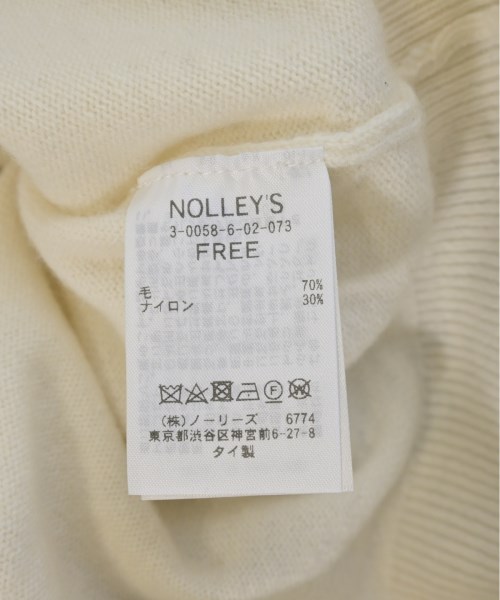 NOLLEY'S
3-0058-6-02-073
FREE
毛 70%
ナイロン 30%
(株)ノーリーズ 6774
東京都渋谷区神宮前6-27-8
タイ製